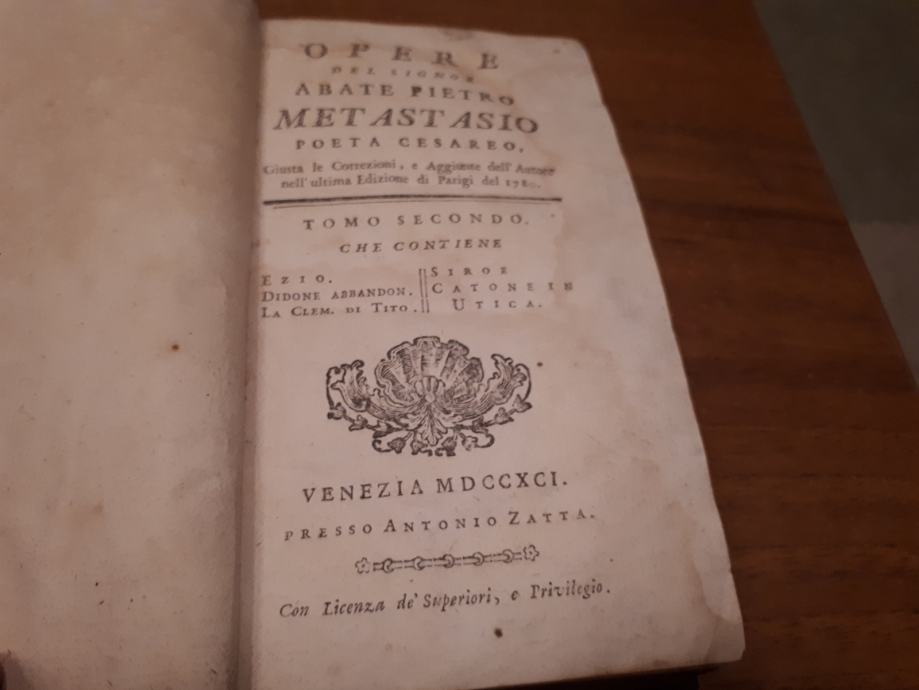 OPERE
DEL SIGNOR
ABATE PIETRO
METASTASIO
POETA CESAREO,
Giusta le Correzioni, e Aggiunte dell' Autore
nell' ultima Edizione di Parigi del 1780.
TOMO SECONDO.
CHE CONTIENE
EZIO.
DIDONE ABBANDON.
LA CLEM. DI TITO.
SIROE
CATONE IN
UTICA.
VENEZIA MDCCXCI.
PRESSO ANTONIO ZATTA.
Con Licenza de' Superiori, e Privilegio.